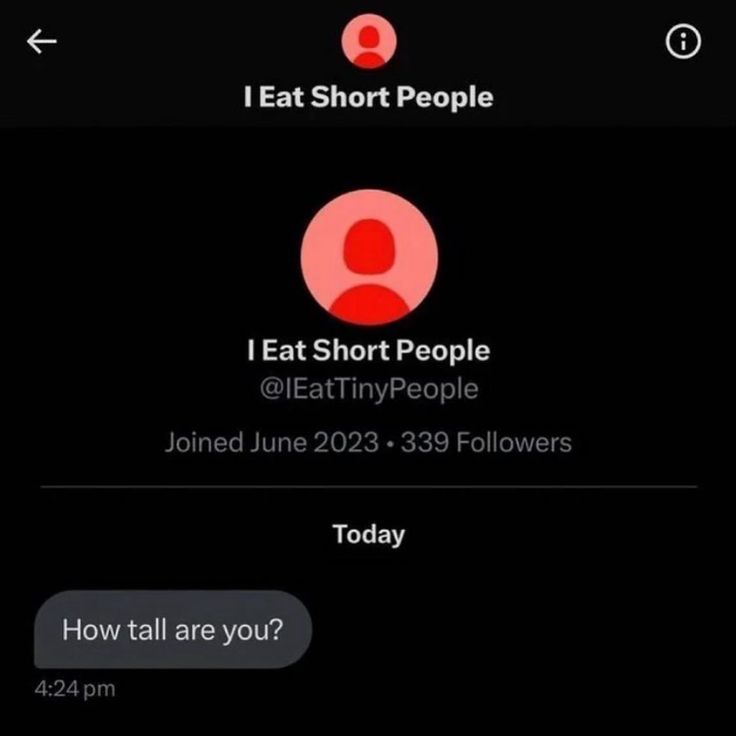 I Eat Short People
I Eat Short People
@IEatTinyPeople
Joined June 2023 • 339 Followers
Today
How tall are you?
4:24 pm